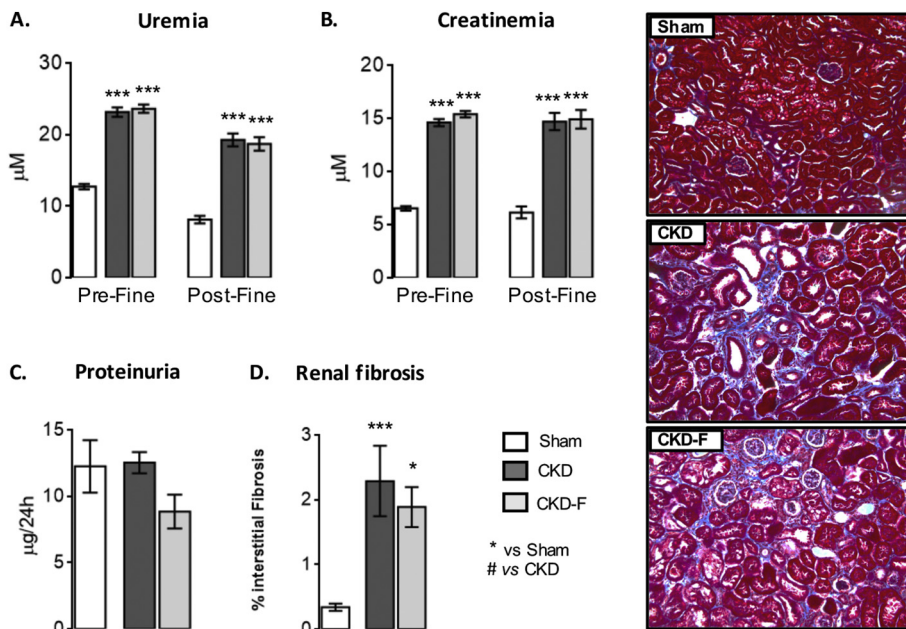 A. Uremia
30
20
10
0
μM
*** ***
*** ***
Pre-Fine Post-Fine
B. Creatinemia
20
15
10
5
0
μM
*** ***
*** ***
Pre-Fine Post-Fine
C. Proteinuria
15
12
10
5
0
μg/24h
D. Renal fibrosis
3
2
1
0
% interstitial Fibrosis
***
*
Sham
CKD
CKD-F
* vs Sham
# vs CKD
Sham
CKD
CKD-F